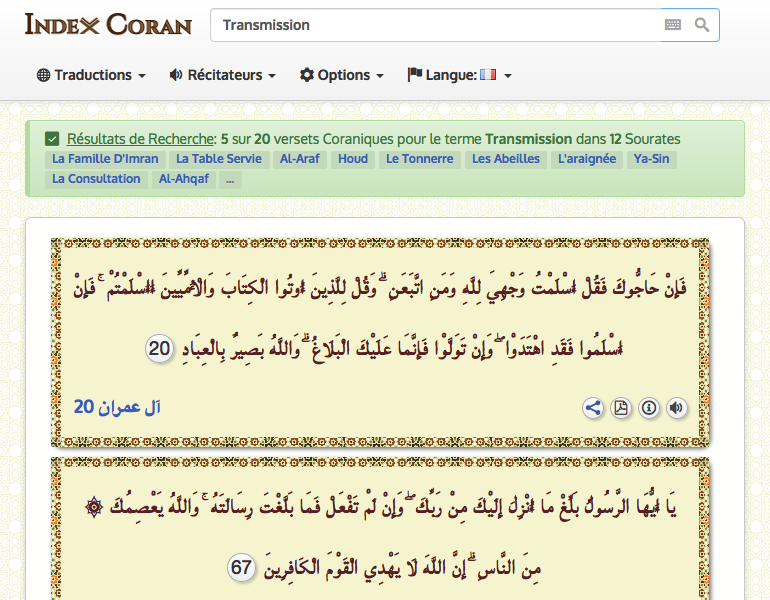 INDEX CORAN
Transmission
Traductions Récitateurs Options Langue:
Résultats de Recherche: 5 sur 20 versets Coraniques pour le terme Transmission dans 12 Sourates
La Famille D'Imran La Table Servie Al-Araf Houd Le Tonnerre Les Abeilles L'araignée Ya-Sin
La Consultation Al-Ahqaf ...
فَإِنْ حَاجُّوكَ فَقُلْ أَسْلَمْتُ وَجْهِيَ لِلَّهِ وَمَنِ اتَّبَعَنِ ۗ وَقُلْ لِلَّذِينَ أُوتُوا الْكِتَابَ وَالْأُمِّيِّينَ أَأَسْلَمْتُمْ ۚ فَإِنْ
أَسْلَمُوا فَقَدِ اهْتَدَوْا ۖ وَإِنْ تَوَلَّوْا فَإِنَّمَا عَلَيْكَ الْبَلَاغُ ۗ وَاللَّهُ بَصِيرٌ بِالْعِبَادِ 20
آل عمران 20
يَا أَيُّهَا الرَّسُولُ بَلِّغْ مَا أُنْزِلَ إِلَيْكَ مِنْ رَبِّكَ ۖ وَإِنْ لَمْ تَفْعَلْ فَمَا بَلَّغْتَ رِسَالَتَهُ ۚ وَاللَّهُ يَعْصِمُكَ ۞
مِنَ النَّاسِ ۗ إِنَّ اللَّهَ لَا يَهْدِي الْقَوْمَ الْكَافِرِينَ 67